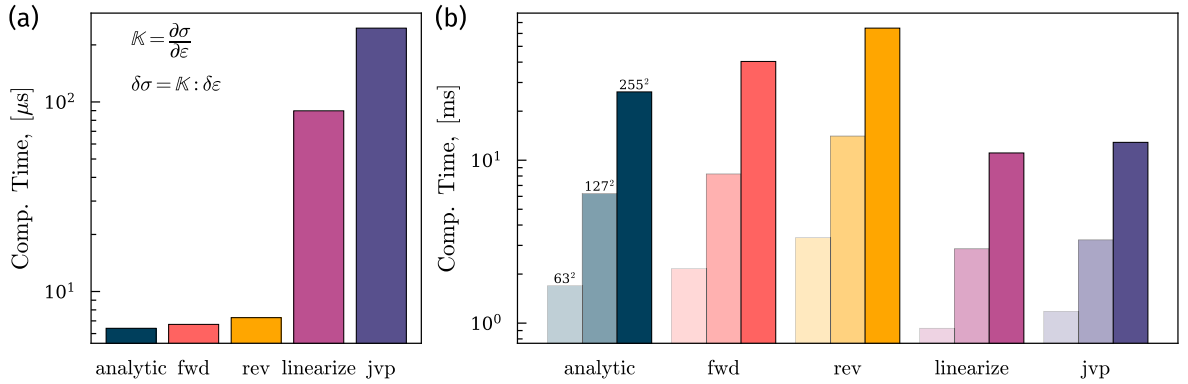 (a)
𝕂 = ∂σ/∂ε
δσ = 𝕂 : δε
Comp. Time, [μs]
10²
10¹
analytic fwd rev linearize jvp
(b)
Comp. Time, [ms]
10¹
10⁰
63²
127²
255²
analytic fwd rev linearize jvp